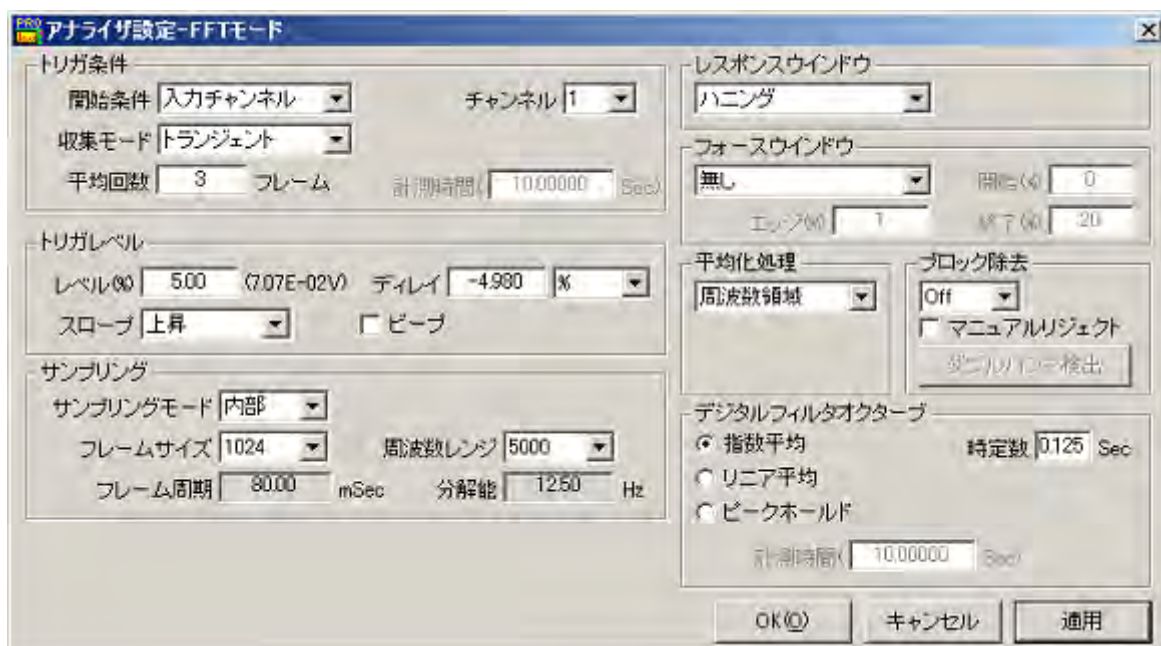 PRO
アナライザ設定-FFTモード
トリガ条件
開始条件 入力チャンネル チャンネル 1
収集モード トランジェント
平均回数 3 フレーム 計測時間( 10.00000 Sec)
トリガレベル
レベル(%) 5.00 (7.07E-02V) ディレイ -4.980 %
スロープ 上昇 ビープ
サンプリング
サンプリングモード 内部
フレームサイズ 1024 周波数レンジ 5000
フレーム周期 80.00 mSec 分解能 12.50 Hz
レスポンスウインドウ
ハニング
フォースウインドウ
無し 開始(%) 0
エッジ(%) 1 終了(%) 20
平均化処理
周波数領域
ブロック除去
Off
マニュアルリジェクト
ダブルハンマ検出
デジタルフィルタオクターブ
指数平均 時定数 0.125 Sec
リニア平均
ピークホールド
計測時間( 10.00000 Sec)
OK(O) キャンセル 適用